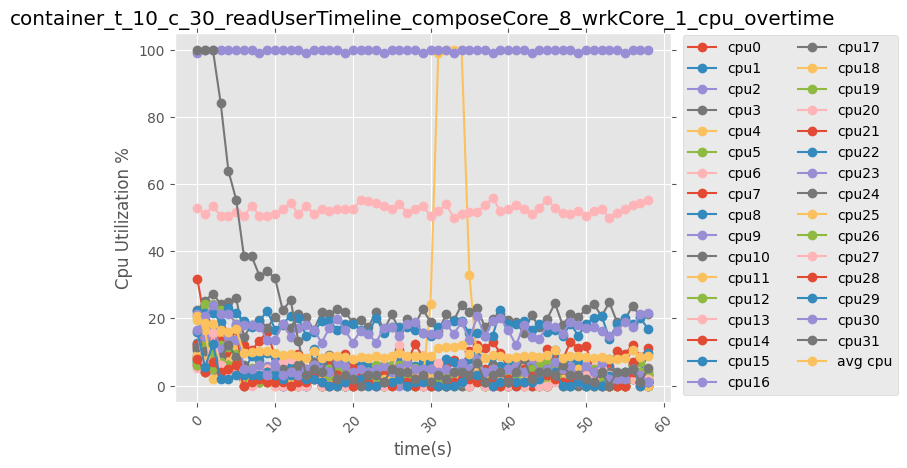 container_t_10_c_30_readUserTimeline_composeCore_8_wrkCore_1_cpu_overtime
Cpu Utilization %
100
80
60
40
20
0
0
10
20
30
40
50
60
time(s)
cpu0
cpu1
cpu2
cpu3
cpu4
cpu5
cpu6
cpu7
cpu8
cpu9
cpu10
cpu11
cpu12
cpu13
cpu14
cpu15
cpu16
cpu17
cpu18
cpu19
cpu20
cpu21
cpu22
cpu23
cpu24
cpu25
cpu26
cpu27
cpu28
cpu29
cpu30
cpu31
avg cpu